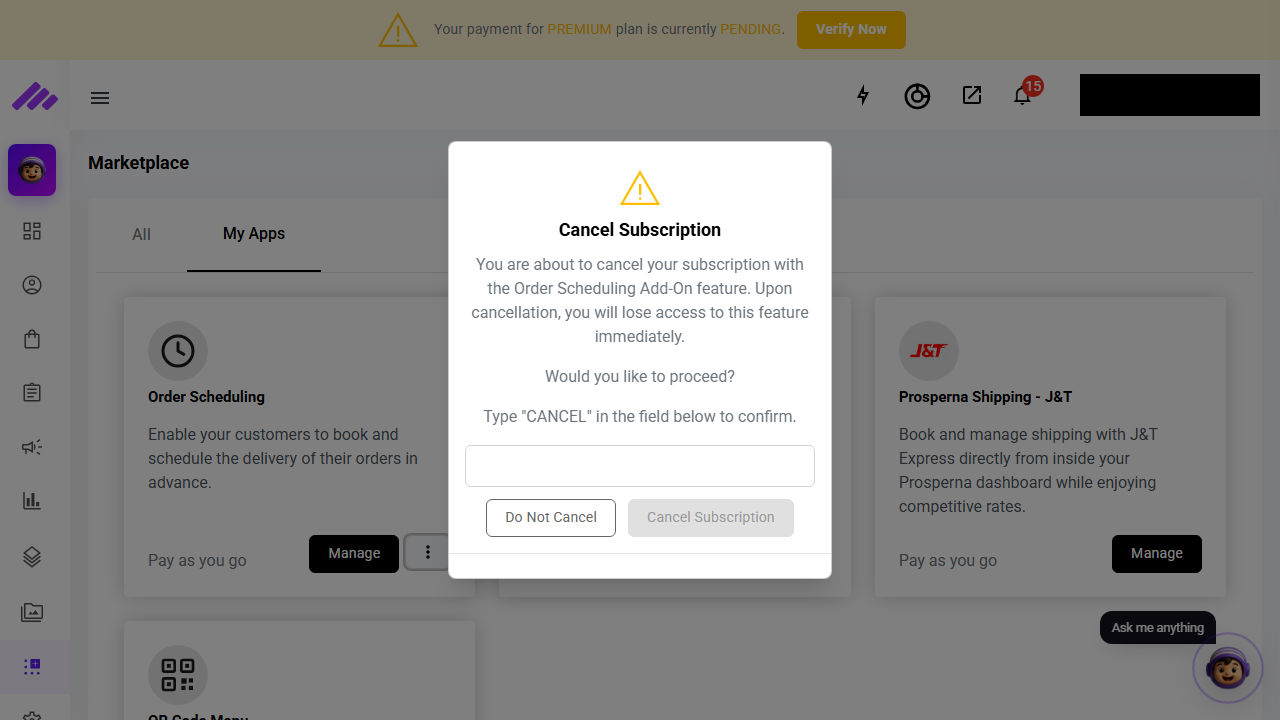 Your payment for PREMIUM plan is currently PENDING. Verify Now
15
Marketplace
All My Apps
Cancel Subscription
You are about to cancel your subscription with
the Order Scheduling Add-On feature. Upon
cancellation, you will lose access to this feature
immediately.
Would you like to proceed?
Type "CANCEL" in the field below to confirm.
Do Not Cancel Cancel Subscription
Order Scheduling
Enable your customers to book and
schedule the delivery of their orders in
advance.
Pay as you go Manage
J&T
Prosperna Shipping - J&T
Book and manage shipping with J&T
Express directly from inside your
Prosperna dashboard while enjoying
competitive rates.
Pay as you go Manage
Ask me anything
QR Code Menu